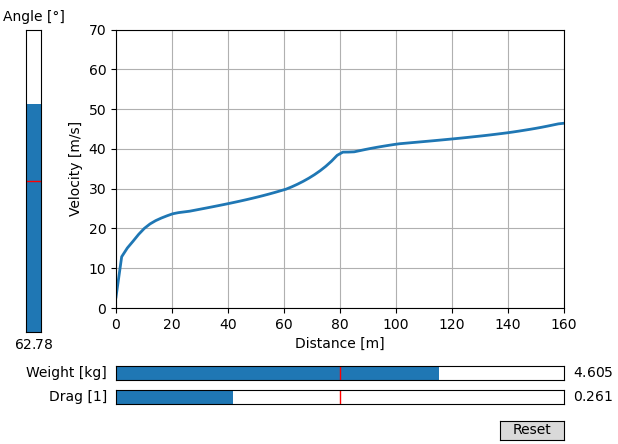 Angle [°]
62.78
Velocity [m/s]
70
60
50
40
30
20
10
0
0 20 40 60 80 100 120 140 160
Distance [m]
Weight [kg] 4.605
Drag [1] 0.261
Reset